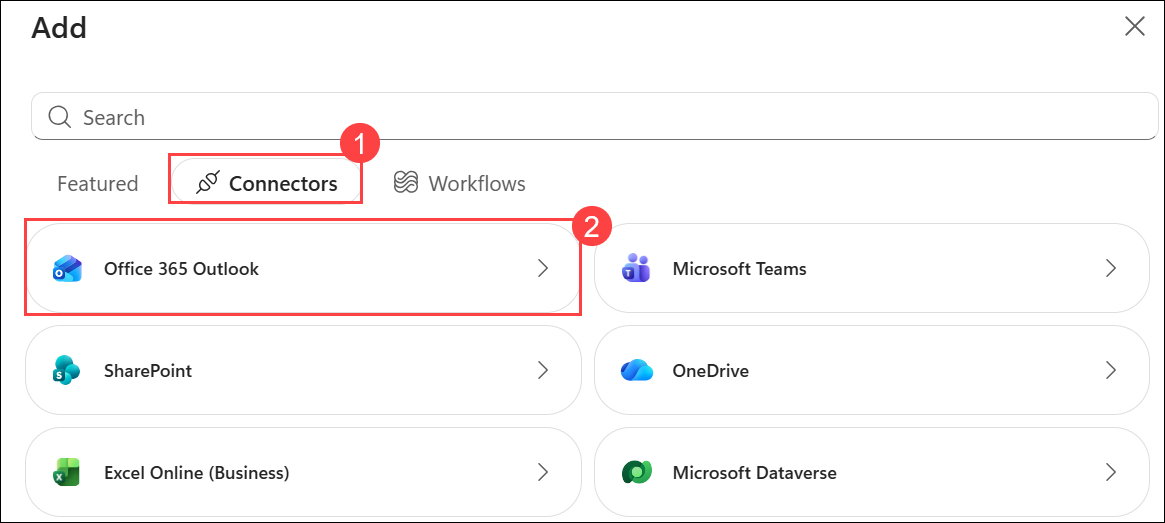 Add
Search
1
Featured Connectors Workflows
2
Office 365 Outlook Microsoft Teams
SharePoint OneDrive
Excel Online (Business) Microsoft Dataverse